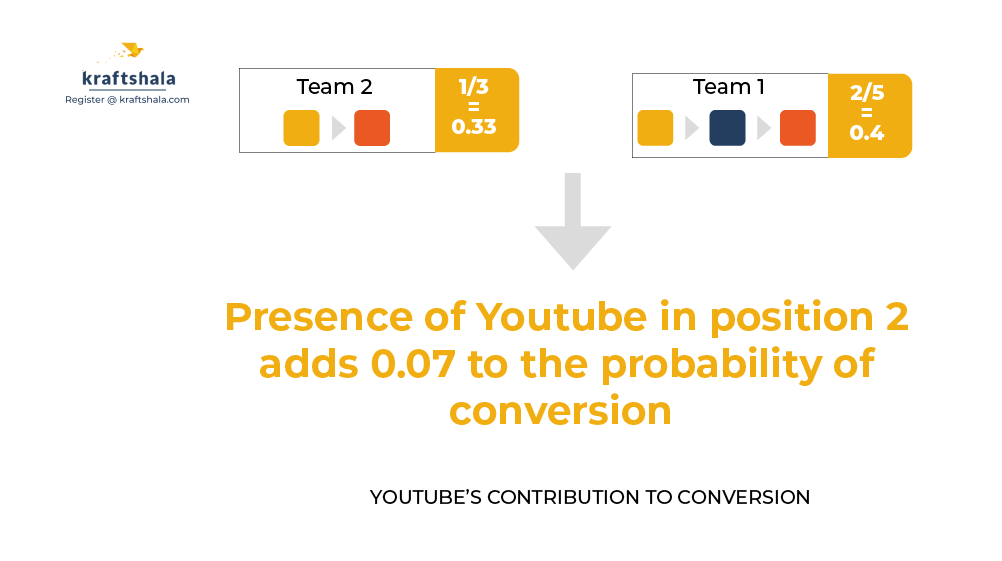 kraftshala
Register @ kraftshala.com
Team 2
1/3
=
0.33
Team 1
2/5
=
0.4
Presence of Youtube in position 2
adds 0.07 to the probability of
conversion
YOUTUBE’S CONTRIBUTION TO CONVERSION